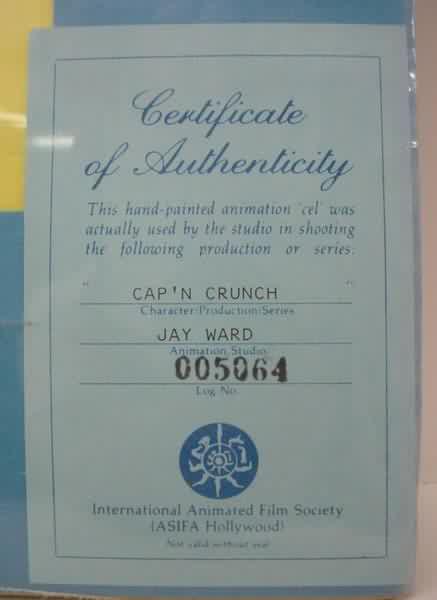 Certificate
of Authenticity
This hand-painted animation 'cel' was
actually used by the studio in shooting
the following production or series:
" CAP'N CRUNCH "
Character/Production/Series
JAY WARD
Animation Studio
005064
Log No.
International Animated Film Society
(ASIFA Hollywood)
Not valid without seal